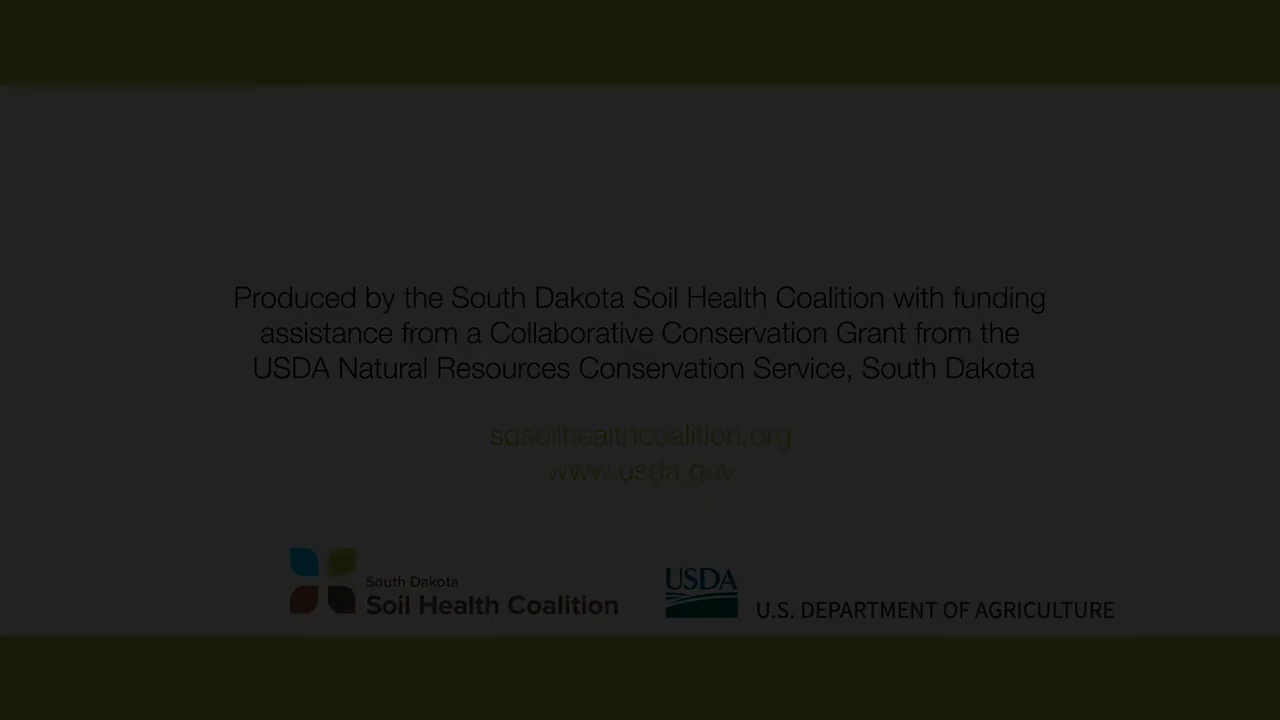 Produced by the South Dakota Soil Health Coalition with funding
assistance from a Collaborative Conservation Grant from the
USDA Natural Resources Conservation Service, South Dakota
sdsoilhealthcoalition.org
www.usda.gov
South Dakota
Soil Health Coalition
USDA
U.S. DEPARTMENT OF AGRICULTURE